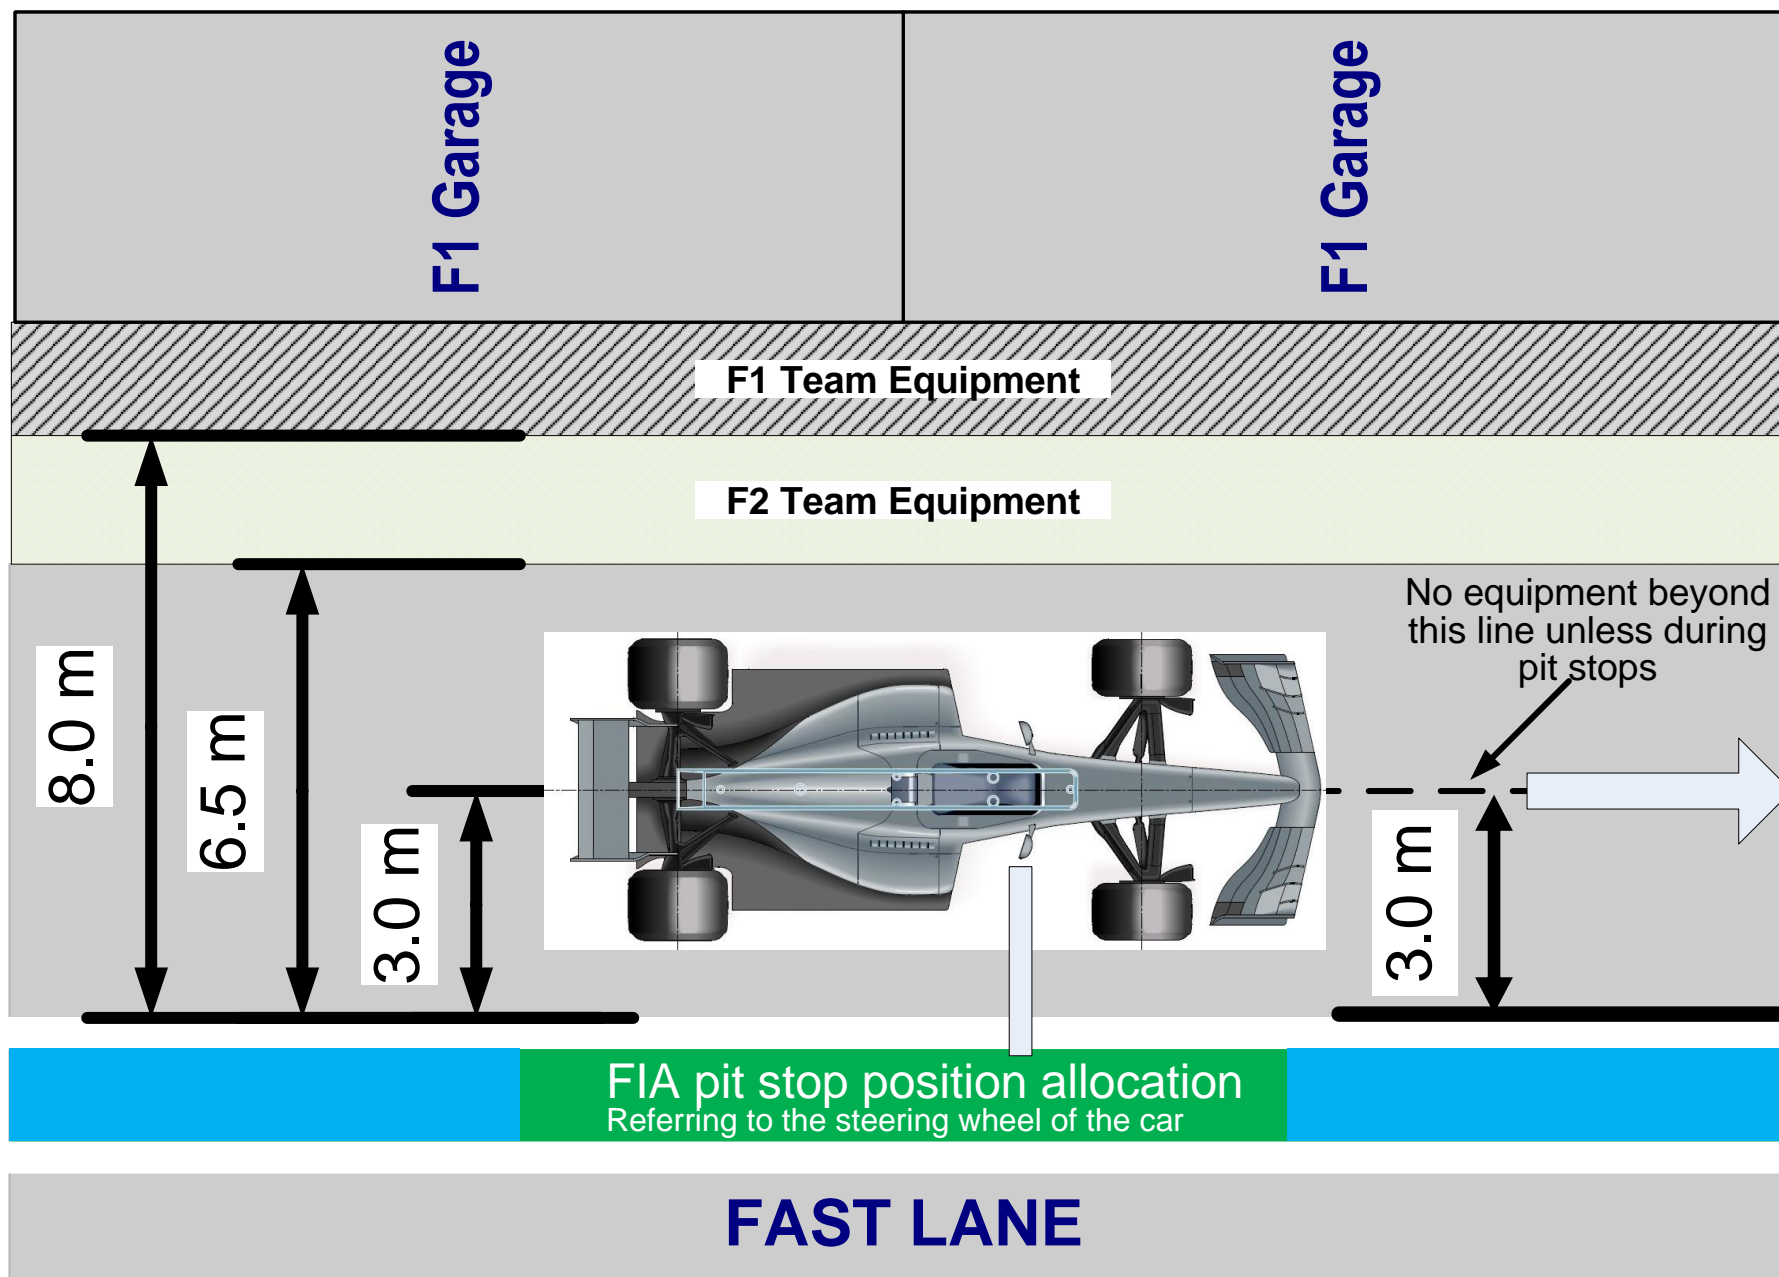 F1 Garage
F1 Garage
F1 Team Equipment
F2 Team Equipment
No equipment beyond
this line unless during
pit stops
8.0 m
6.5 m
3.0 m
3.0 m
FIA pit stop position allocation
Referring to the steering wheel of the car
FAST LANE